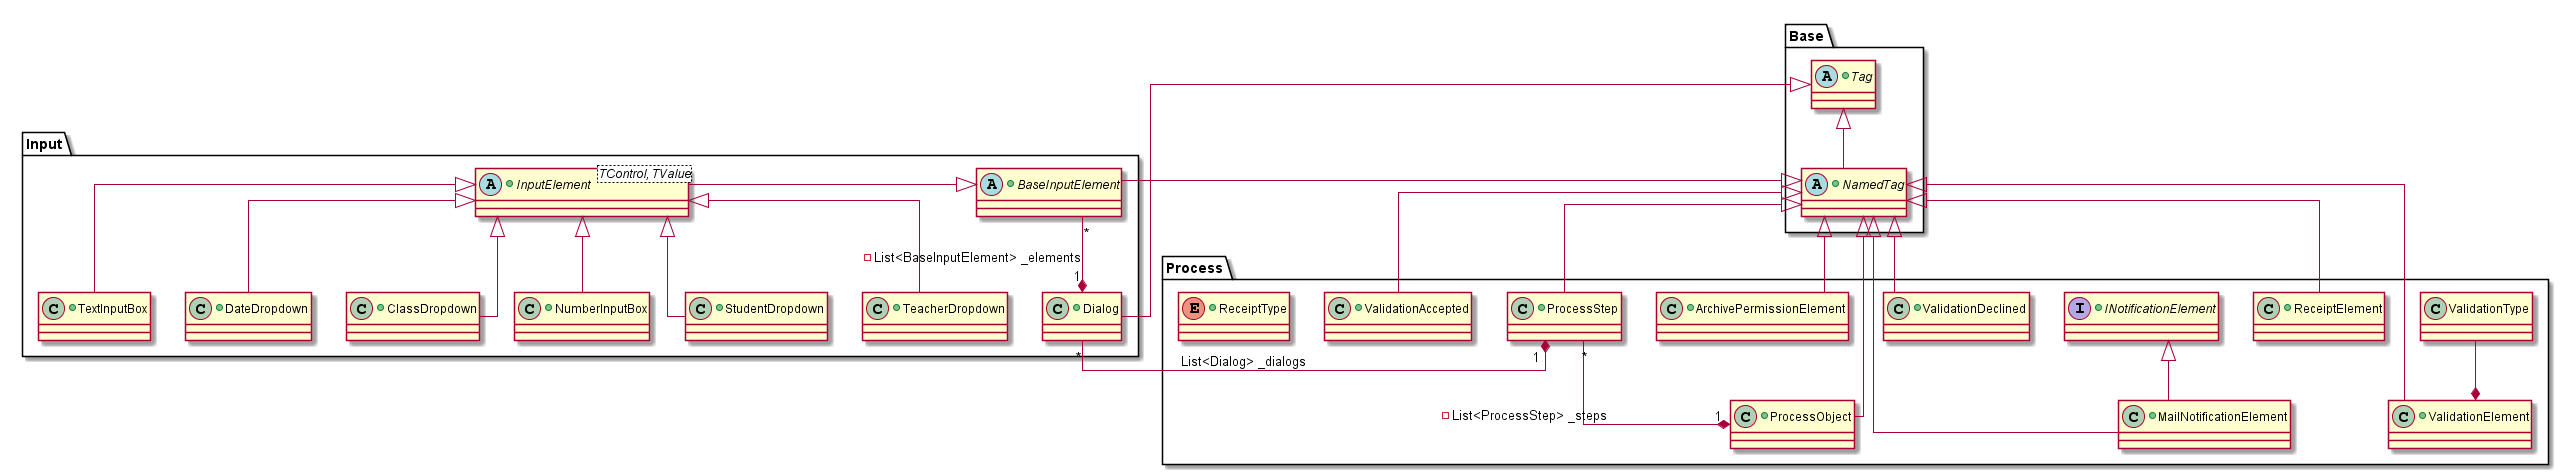 Base
A Tag
Input
TControl, TValue
A InputElement
A BaseInputElement
A NamedTag
*
List<BaseInputElement> _elements
1
Process
C TextInputBox
C DateDropdown
C ClassDropdown
C NumberInputBox
C StudentDropdown
C TeacherDropdown
C Dialog
E ReceiptType
C ValidationAccepted
C ProcessStep
C ArchivePermissionElement
C ValidationDeclined
I INotificationElement
C ReceiptElement
C ValidationType
*
1
*
List<Dialog> _dialogs
List<ProcessStep> _steps
1
C ProcessObject
C MailNotificationElement
C ValidationElement